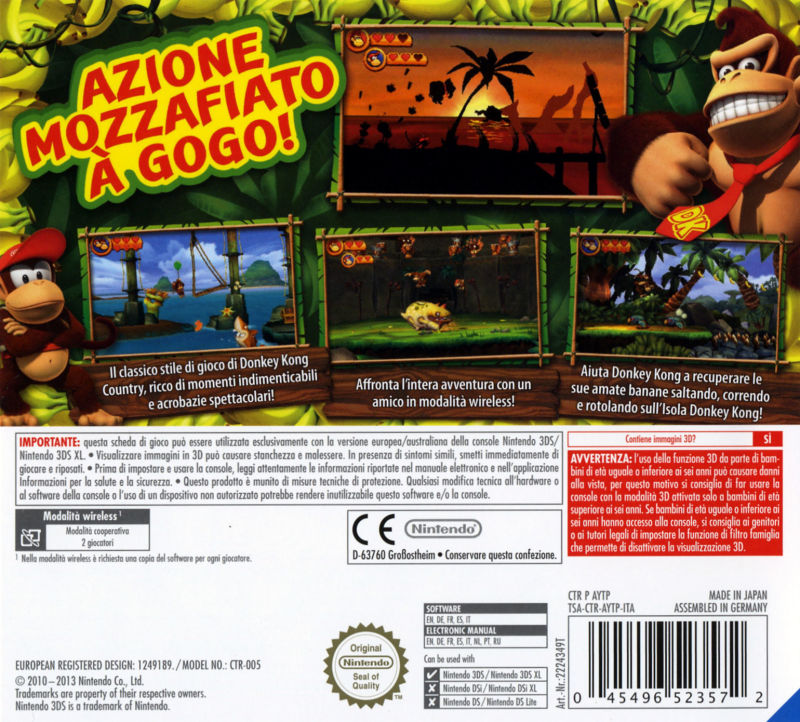 AZIONE
MOZZAFIATO
À GOGO!
DK
Il classico stile di gioco di Donkey Kong
Country, ricco di momenti indimenticabili
e acrobazie spettacolari!
Affronta l'intera avventura con un
amico in modalità wireless!
Aiuta Donkey Kong a recuperare le
sue amate banane saltando, correndo
e rotolando sull'Isola Donkey Kong!
IMPORTANTE: questa scheda di gioco può essere utilizzata esclusivamente con la versione europea/australiana della console Nintendo 3DS/
Nintendo 3DS XL. • Visualizzare immagini in 3D può causare stanchezza e malessere. In presenza di sintomi simili, smetti immediatamente di
giocare e riposati. • Prima di impostare e usare la console, leggi attentamente le informazioni riportate nel manuale elettronico e nell'applicazione
Informazioni per la salute e la sicurezza. • Questo prodotto è munito di misure tecniche di protezione. Qualsiasi modifica tecnica all'hardware o
al software della console o l'uso di un dispositivo non autorizzato potrebbe rendere inutilizzabile questo software e/o la console.
Contiene immagini 3D? SÌ
AVVERTENZA: l'uso della funzione 3D da parte di bam-
bini di età uguale o inferiore ai sei anni può causare danni
alla vista, per questo motivo si consiglia di far usare la
console con la modalità 3D attivata solo a bambini di età
superiore ai sei anni. Se bambini di età uguale o inferiore ai
sei anni hanno accesso alla console, si consiglia ai genitori
o ai tutori legali di impostare la funzione di filtro famiglia
che permette di disattivare la visualizzazione 3D.
Modalità wireless¹
Modalità cooperativa
2 giocatori
¹ Nella modalità wireless è richiesta una copia del software per ogni giocatore.
CE Nintendo®
D-63760 Großostheim • Conservare questa confezione.
CTR P AYTP MADE IN JAPAN
TSA-CTR-AYTP-ITA ASSEMBLED IN GERMANY
SOFTWARE
EN, DE, FR, ES, IT
ELECTRONIC MANUAL
EN, DE, FR, ES, IT, NL, PT, RU
Can be used with
Nintendo 3DS / Nintendo 3DS XL
Nintendo DSi / Nintendo DSi XL
Nintendo DS / Nintendo DS Lite
Art.-Nr.: 2224349T
0 45496 52357 2
Original
Nintendo®
Seal of
Quality
TM
EUROPEAN REGISTERED DESIGN: 1249189. / MODEL NO.: CTR-005
© 2010 – 2013 Nintendo Co., Ltd.
Trademarks are property of their respective owners.
Nintendo 3DS is a trademark of Nintendo.